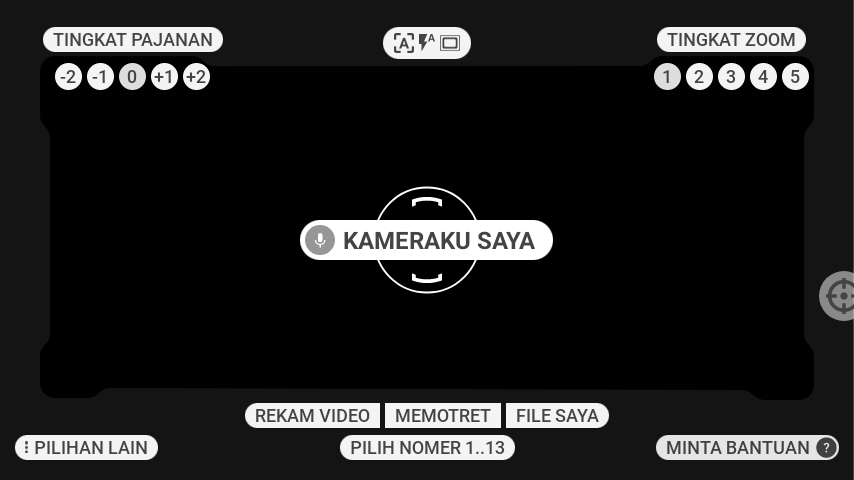 TINGKAT PAJANAN
A
TINGKAT ZOOM
-2 -1 0 +1 +2
1 2 3 4 5
KAMERAKU SAYA
REKAM VIDEO MEMOTRET FILE SAYA
PILIHAN LAIN
PILIH NOMER 1..13
MINTA BANTUAN ?